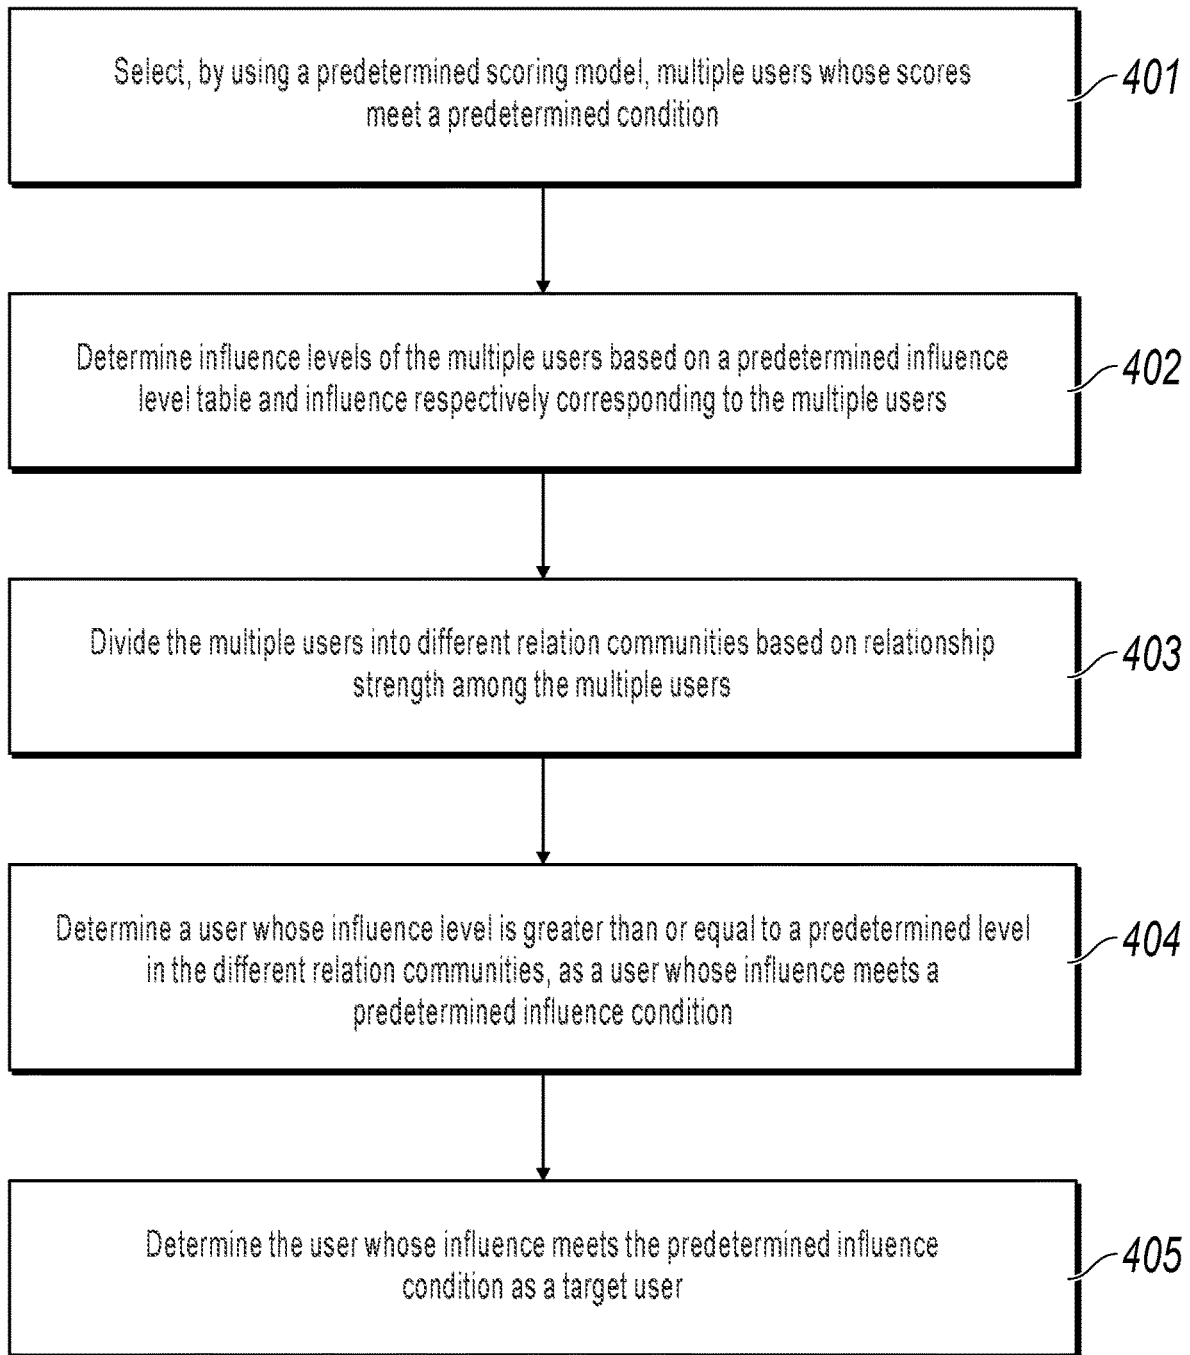 Select, by using a predetermined scoring model, multiple users whose scores
meet a predetermined condition
401
Determine influence levels of the multiple users based on a predetermined influence
level table and influence respectively corresponding to the multiple users
402
Divide the multiple users into different relation communities based on relationship
strength among the multiple users
403
Determine a user whose influence level is greater than or equal to a predetermined level
in the different relation communities, as a user whose influence meets a
predetermined influence condition
404
Determine the user whose influence meets the predetermined influence
condition as a target user
405